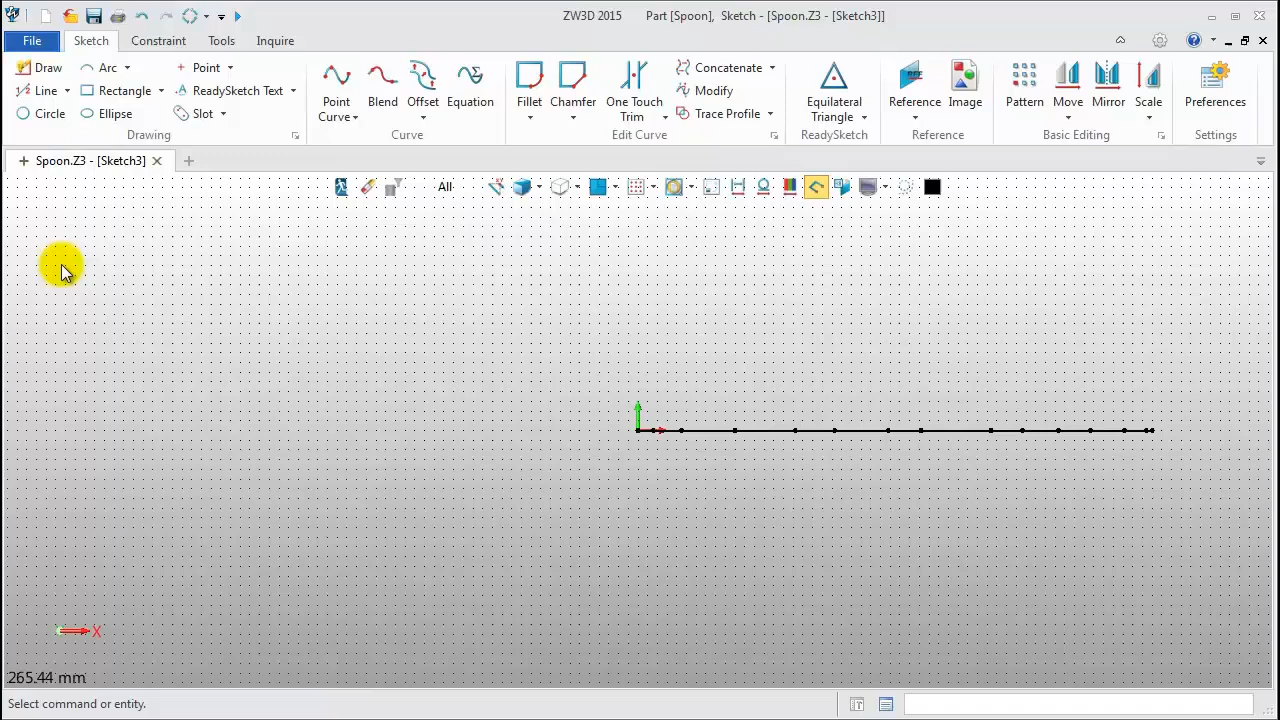 ZW3D 2015 Part [Spoon], Sketch - [Spoon.Z3 - [Sketch3]]
File Sketch Constraint Tools Inquire
Draw Arc Point
Line Rectangle ReadySketch Text
Circle Ellipse Slot
Drawing
Point Curve
Blend
Offset
Equation
Curve
Fillet
Chamfer
One Touch Trim
Concatenate
Modify
Trace Profile
Edit Curve
Equilateral Triangle
ReadySketch
Reference
Image
Reference
Pattern
Move
Mirror
Scale
Basic Editing
Preferences
Settings
Spoon.Z3 - [Sketch3]
All
X
265.44 mm
Select command or entity.